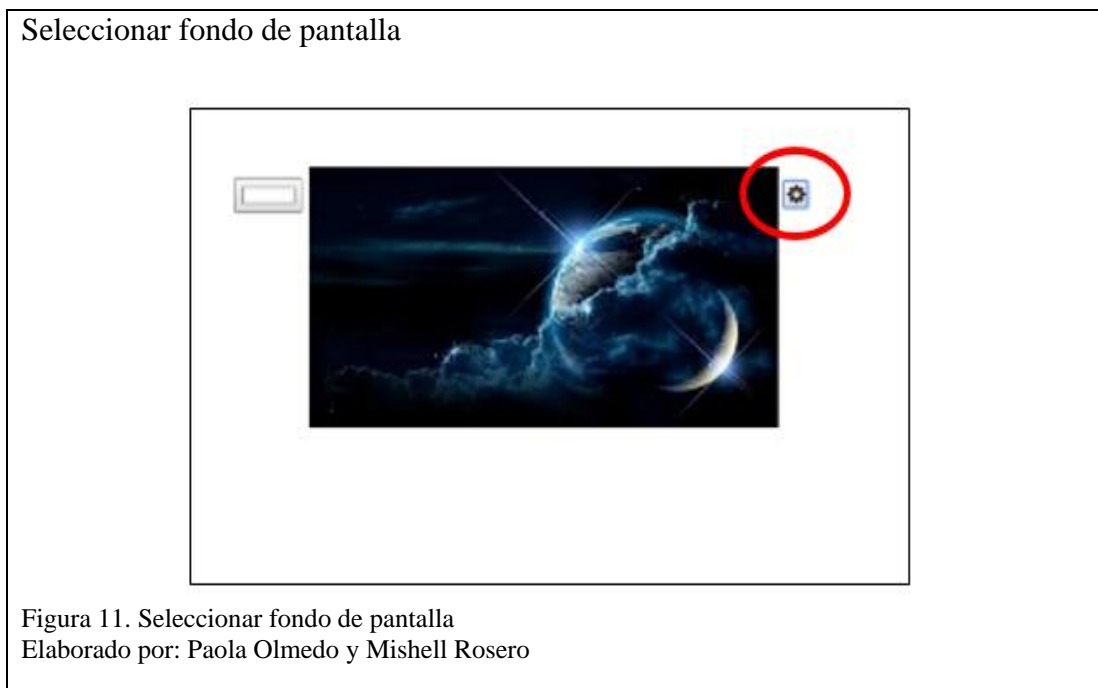 Seleccionar fondo de pantalla
Figura 11. Seleccionar fondo de pantalla
Elaborado por: Paola Olmedo y Mishell Rosero